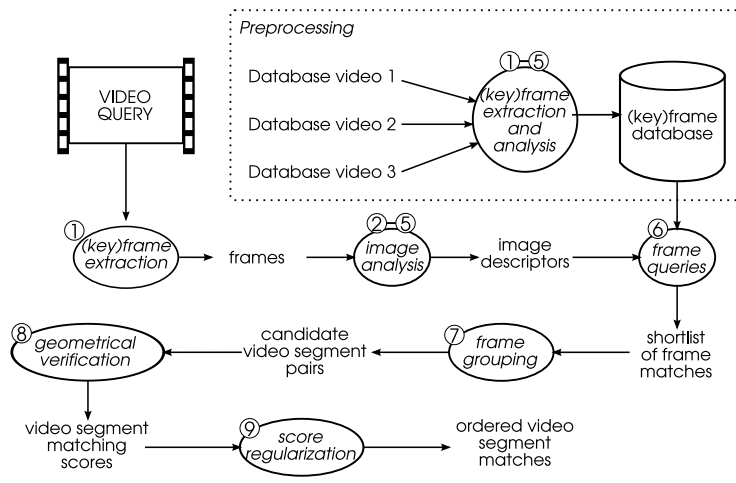 Preprocessing
VIDEO
QUERY
Database video 1
Database video 2
Database video 3
①–⑤
(key)frame
extraction
and
analysis
(key)frame
database
①
(key)frame
extraction
frames
②–⑤
image
analysis
image
descriptors
⑥
frame
queries
⑧
geometrical
verification
candidate
video segment
pairs
⑦
frame
grouping
shortlist
of frame
matches
video segment
matching
scores
⑨
score
regularization
ordered video
segment
matches